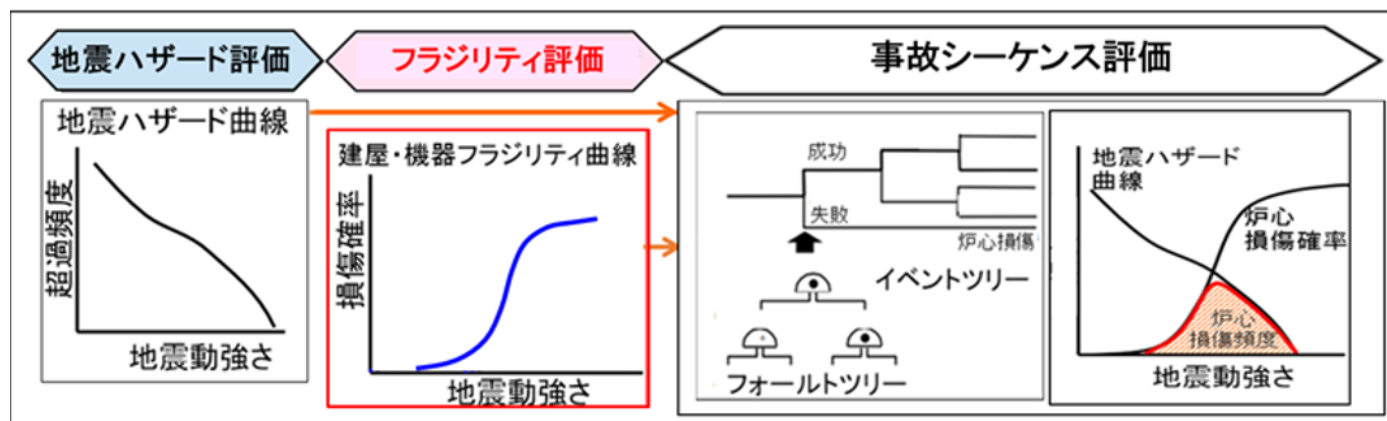 地震ハザード評価
フラジリティ評価
事故シーケンス評価
地震ハザード曲線
超過頻度
地震動強さ
建屋・機器フラジリティ曲線
損傷確率
地震動強さ
成功
失敗
炉心損傷
イベントツリー
フォールトツリー
地震ハザード
曲線
炉心
損傷確率
炉心
損傷頻度
地震動強さ